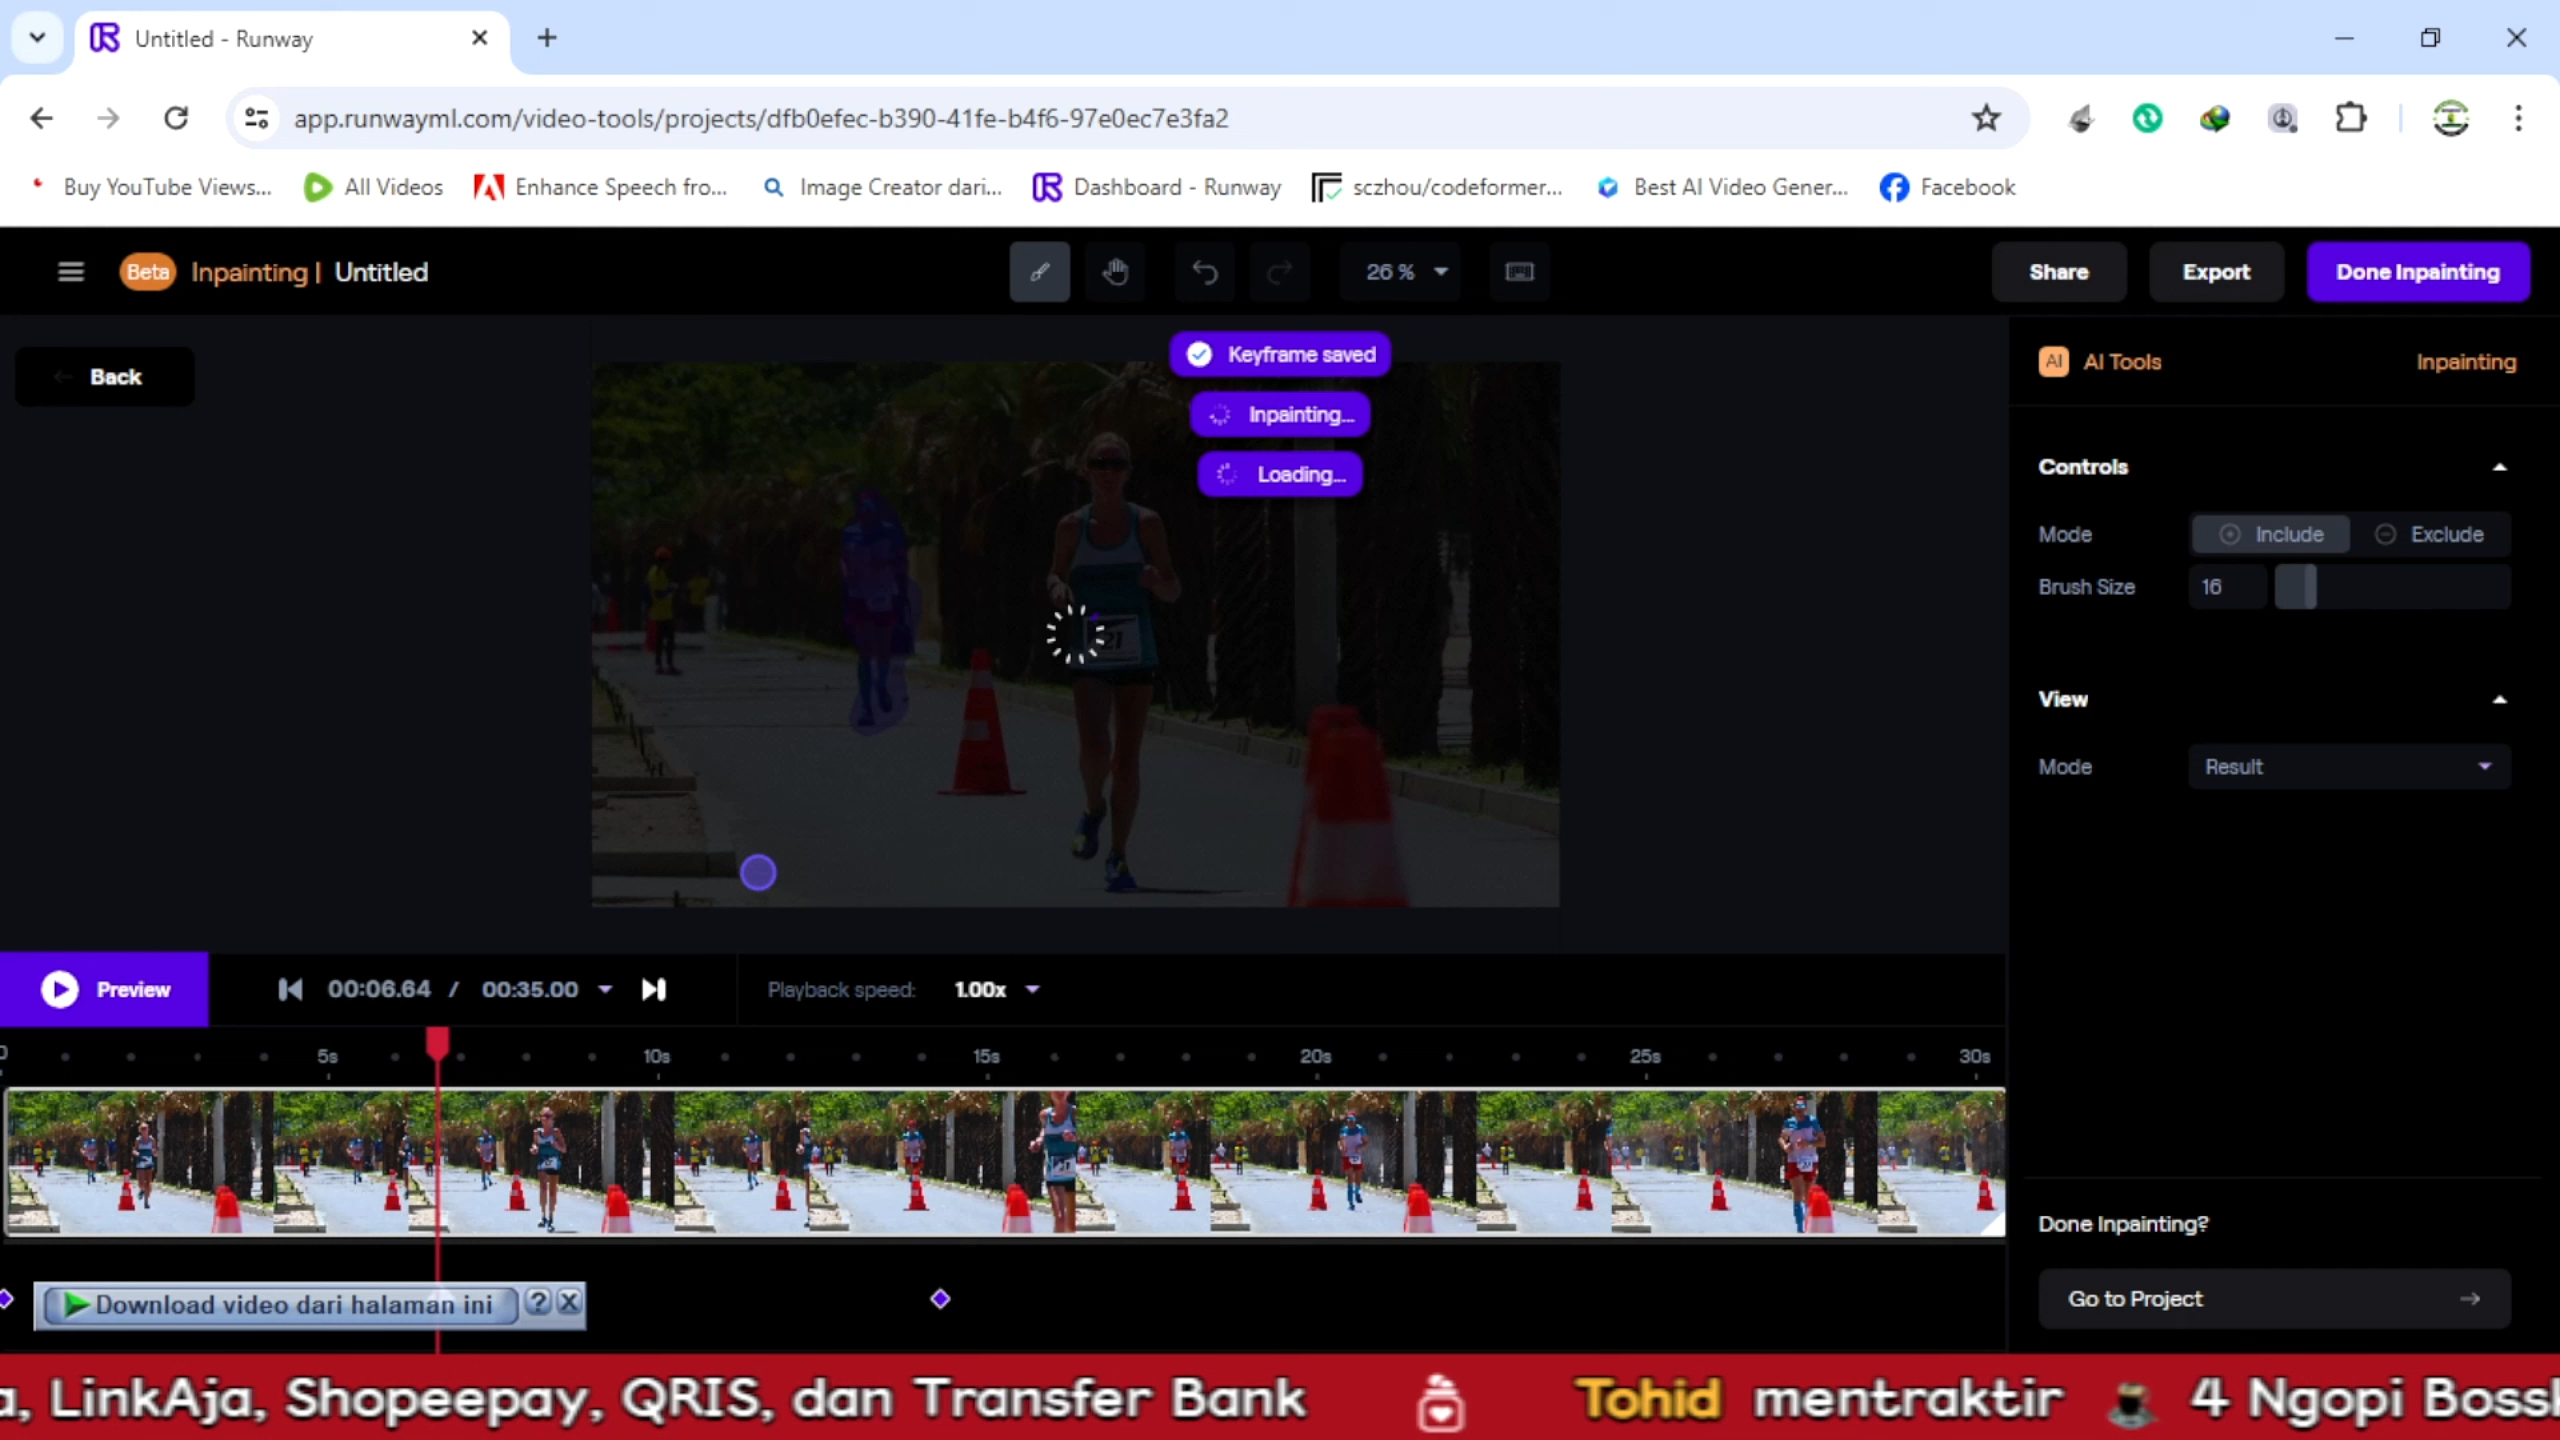 Untitled - Runway
app.runwayml.com/video-tools/projects/dfb0efec-b390-41fe-b4f6-97e0ec7e3fa2
Buy YouTube Views...
All Videos
Enhance Speech fro...
Image Creator dari...
Dashboard - Runway
sczhou/codeformer...
Best AI Video Gener...
Facebook
Beta Inpainting | Untitled
26 %
Share
Export
Done Inpainting
Back
Keyframe saved
Inpainting...
Loading...
21
AI AI Tools
Inpainting
Controls
Mode
Include
Exclude
Brush Size
16
View
Mode
Result
Preview
00:06.64 / 00:35.00
Playback speed: 1.00x
0 5s 10s 15s 20s 25s 30s
Done Inpainting?
Go to Project
Download video dari halaman ini
a, LinkAja, Shopeepay, QRIS, dan Transfer Bank
Tohid mentraktir 4 Ngopi